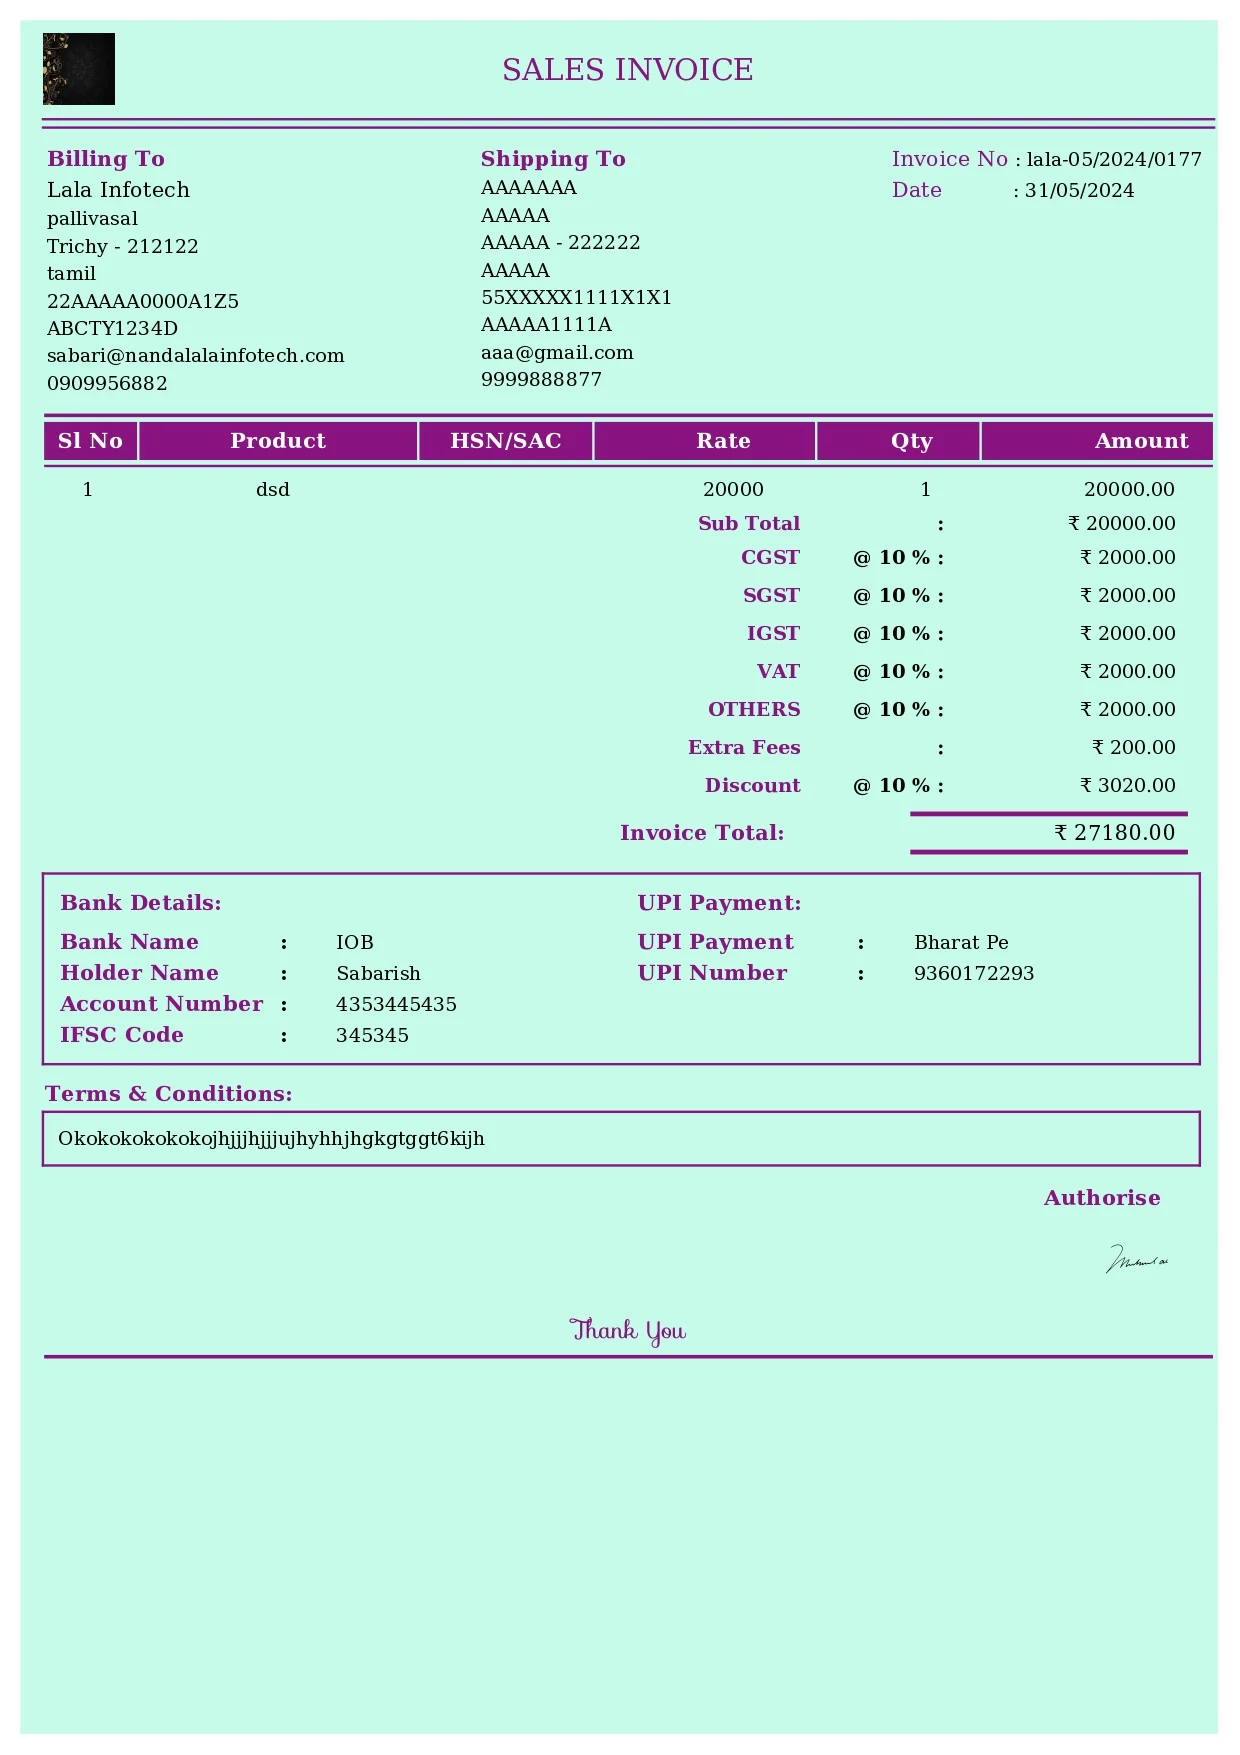 SALES INVOICE
Billing To
Lala Infotech
pallivasal
Trichy - 212122
tamil
22AAAAA0000A1Z5
ABCTY1234D
sabari@nandalalainfotech.com
0909956882
Shipping To
AAAAAAA
AAAAA
AAAAA - 222222
AAAAA
55XXXXX1111X1X1
AAAAA1111A
aaa@gmail.com
9999888877
Invoice No : lala-05/2024/0177
Date : 31/05/2024
Sl No Product HSN/SAC Rate Qty Amount
1 dsd 20000 1 20000.00
Sub Total : ₹ 20000.00
CGST @ 10 % : ₹ 2000.00
SGST @ 10 % : ₹ 2000.00
IGST @ 10 % : ₹ 2000.00
VAT @ 10 % : ₹ 2000.00
OTHERS @ 10 % : ₹ 2000.00
Extra Fees : ₹ 200.00
Discount @ 10 % : ₹ 3020.00
Invoice Total: ₹ 27180.00
Bank Details:
Bank Name : IOB
Holder Name : Sabarish
Account Number : 4353445435
IFSC Code : 345345
UPI Payment:
UPI Payment : Bharat Pe
UPI Number : 9360172293
Terms & Conditions:
Okokokokokokojhjjjhjjjujhyhhjhgkgtggt6kijh
Authorise
Thank You